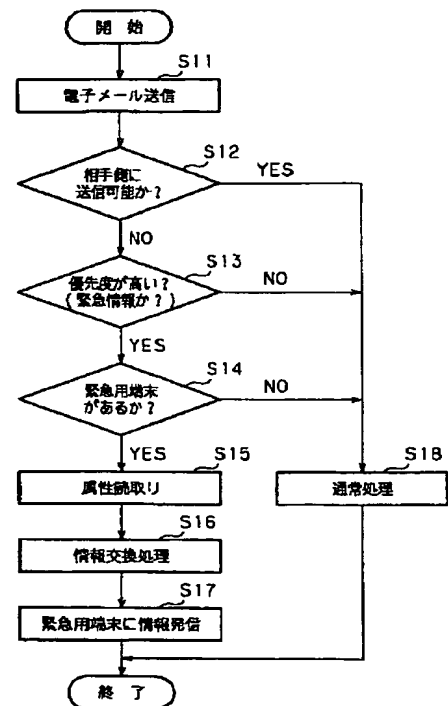 開 始
S11
電子メール送信
S12
相手側に
送信可能か？
YES
NO
S13
優先度が高い？
（緊急情報か？）
NO
YES
S14
緊急用端末
があるか？
NO
YES
S15
属性読取り
S18
通常処理
S16
情報交換処理
S17
緊急用端末に情報発信
終 了